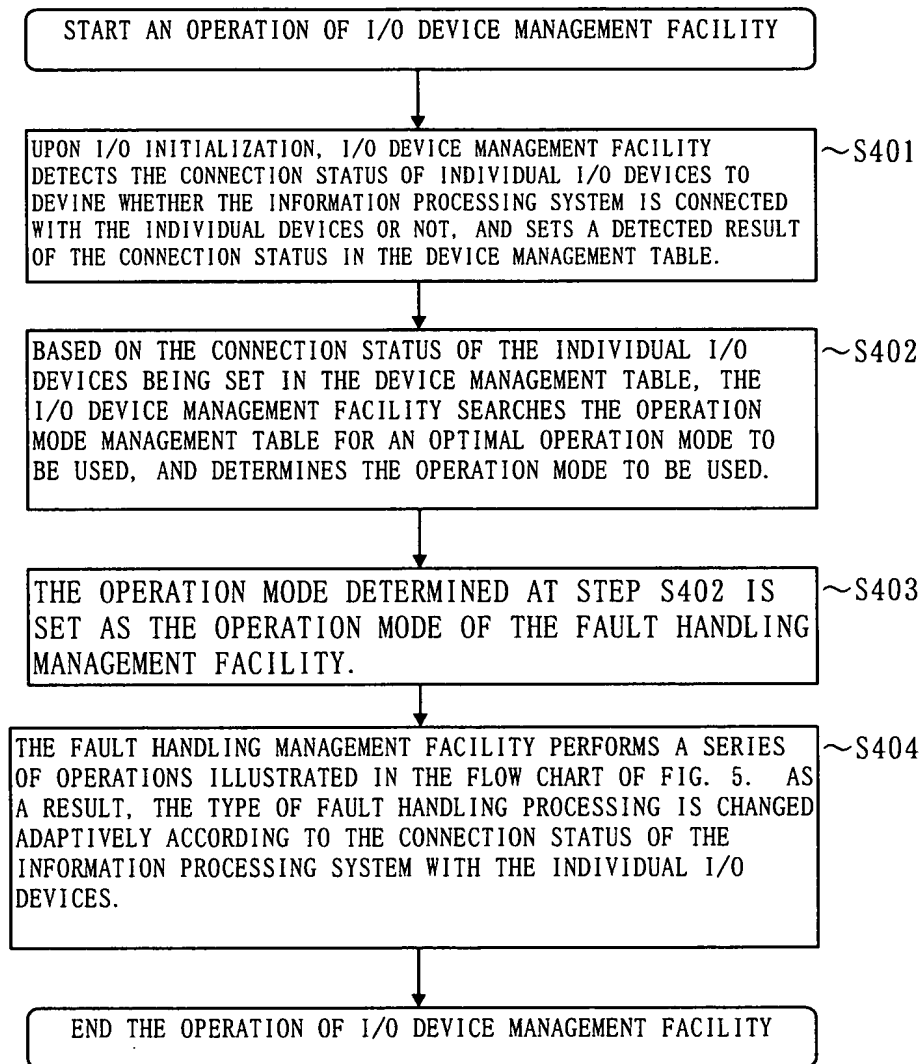 START AN OPERATION OF I/O DEVICE MANAGEMENT FACILITY
UPON I/O INITIALIZATION, I/O DEVICE MANAGEMENT FACILITY
DETECTS THE CONNECTION STATUS OF INDIVIDUAL I/O DEVICES TO
DEVINE WHETHER THE INFORMATION PROCESSING SYSTEM IS CONNECTED
WITH THE INDIVIDUAL DEVICES OR NOT, AND SETS A DETECTED RESULT
OF THE CONNECTION STATUS IN THE DEVICE MANAGEMENT TABLE.
~S401
BASED ON THE CONNECTION STATUS OF THE INDIVIDUAL I/O
DEVICES BEING SET IN THE DEVICE MANAGEMENT TABLE, THE
I/O DEVICE MANAGEMENT FACILITY SEARCHES THE OPERATION
MODE MANAGEMENT TABLE FOR AN OPTIMAL OPERATION MODE TO
BE USED, AND DETERMINES THE OPERATION MODE TO BE USED.
~S402
THE OPERATION MODE DETERMINED AT STEP S402 IS
SET AS THE OPERATION MODE OF THE FAULT HANDLING
MANAGEMENT FACILITY.
~S403
THE FAULT HANDLING MANAGEMENT FACILITY PERFORMS A SERIES
OF OPERATIONS ILLUSTRATED IN THE FLOW CHART OF FIG. 5. AS
A RESULT, THE TYPE OF FAULT HANDLING PROCESSING IS CHANGED
ADAPTIVELY ACCORDING TO THE CONNECTION STATUS OF THE
INFORMATION PROCESSING SYSTEM WITH THE INDIVIDUAL I/O
DEVICES.
~S404
END THE OPERATION OF I/O DEVICE MANAGEMENT FACILITY